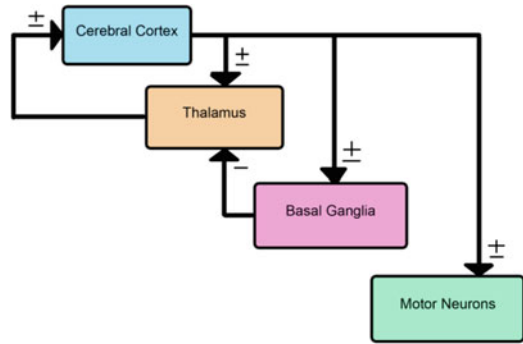 ±
Cerebral Cortex
±
Thalamus
−
±
Basal Ganglia
±
Motor Neurons